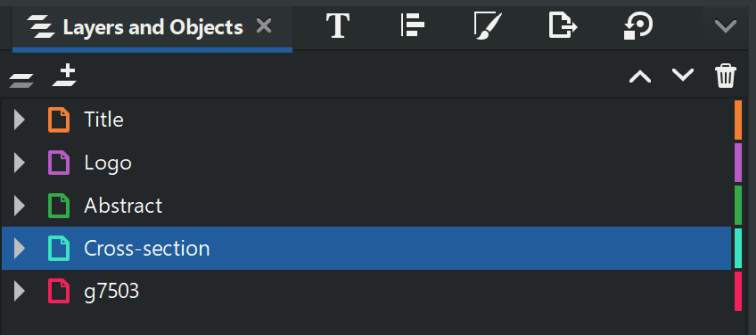 Layers and Objects
Title
Logo
Abstract
Cross-section
g7503